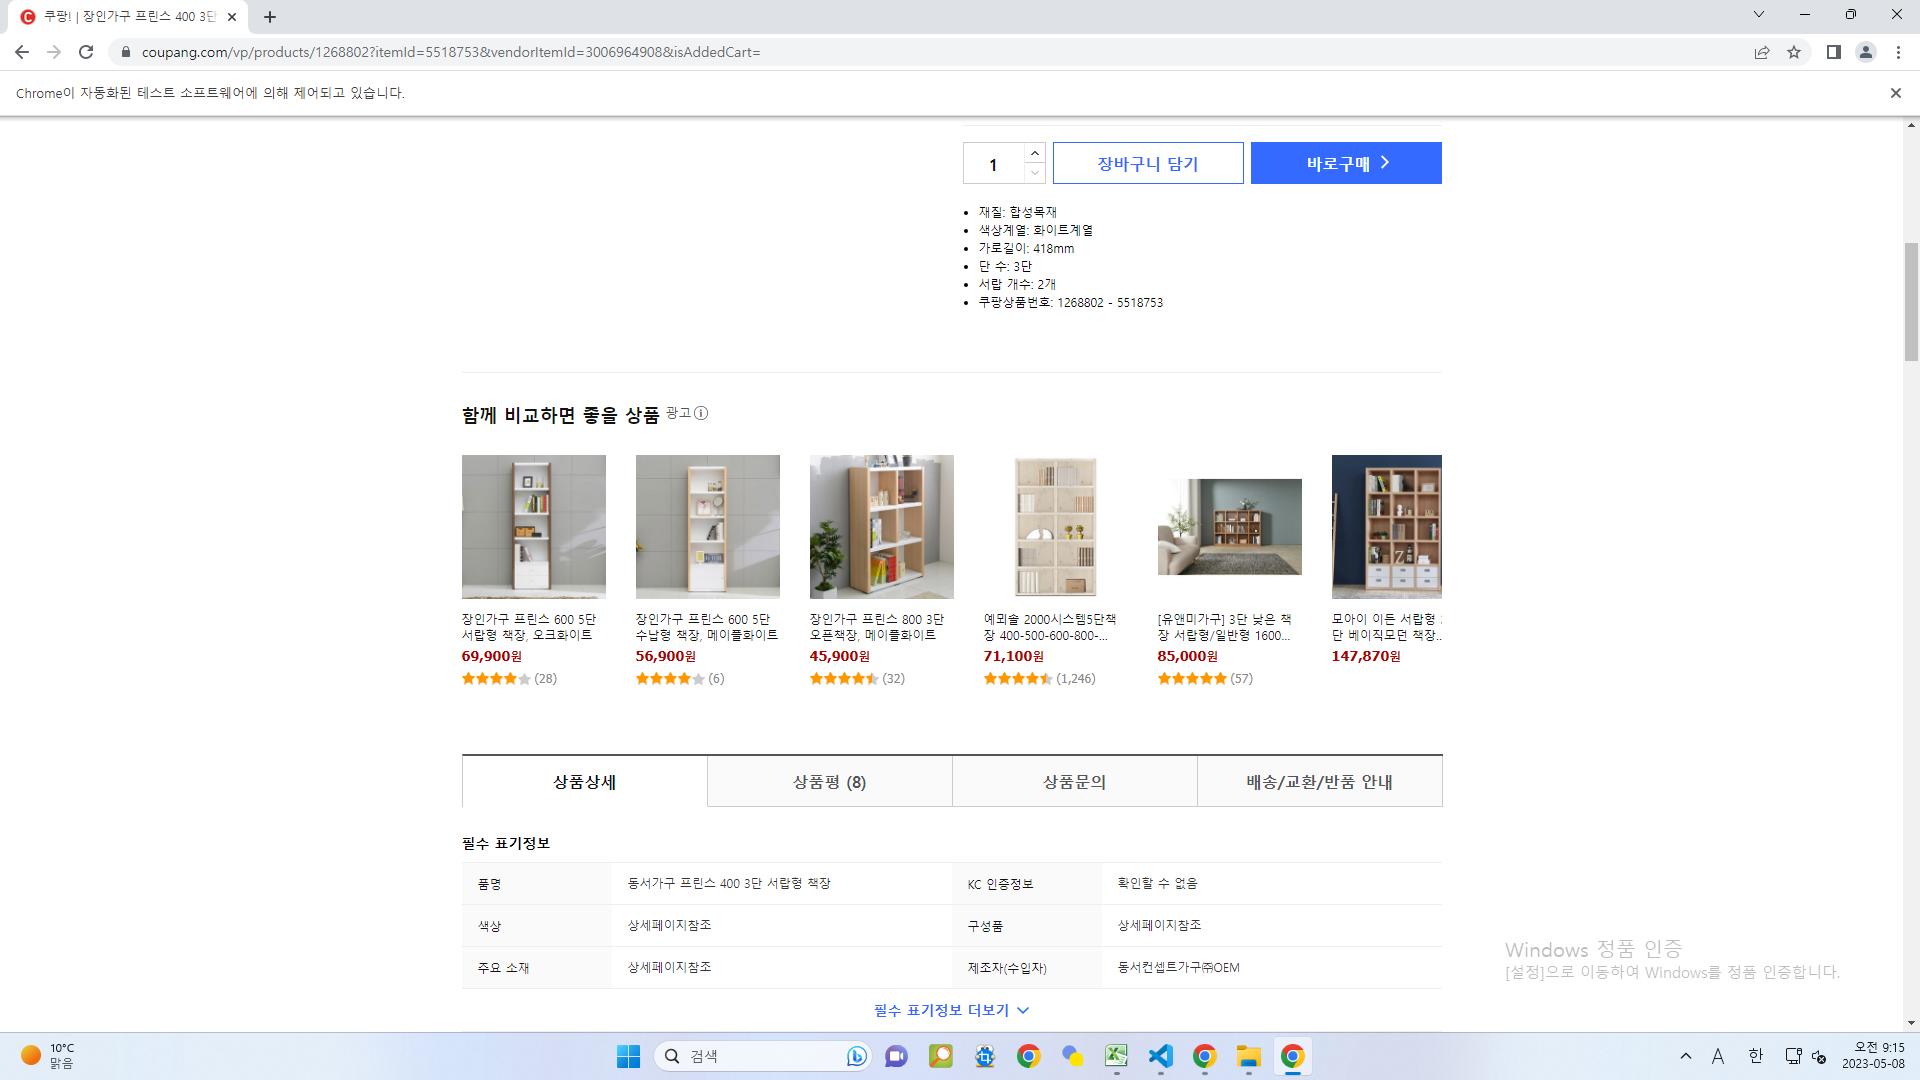 쿠팡! | 장인가구 프린스 400 3단
coupang.com/vp/products/1268802?itemId=5518753&vendorItemId=3006964908&isAddedCart=
Chrome이 자동화된 테스트 소프트웨어에 의해 제어되고 있습니다.
1
장바구니 담기
바로구매
재질: 합성목재
색상계열: 화이트계열
가로길이: 418mm
단 수: 3단
서랍 개수: 2개
쿠팡상품번호: 1268802 - 5518753
함께 비교하면 좋을 상품 광고
장인가구 프린스 600 5단
서랍형 책장, 오크화이트
69,900원
(28)
장인가구 프린스 600 5단
수납형 책장, 메이플화이트
56,900원
(6)
장인가구 프린스 800 3단
오픈책장, 메이플화이트
45,900원
(32)
예뫼솔 2000시스템5단책
장 400-500-600-800-...
71,100원
(1,246)
[유앤미가구] 3단 낮은 책
장 서랍형/일반형 1600...
85,000원
(57)
모아이 이든 서랍형
단 베이직모던 책장..
147,870원
상품상세
상품평 (8)
상품문의
배송/교환/반품 안내
필수 표기정보
품명 동서가구 프린스 400 3단 서랍형 책장 KC 인증정보 확인할 수 없음
색상 상세페이지참조 구성품 상세페이지참조
주요 소재 상세페이지참조 제조자(수입자) 동서컨셉트가구㈜OEM
필수 표기정보 더보기
Windows 정품 인증
[설정]으로 이동하여 Windows를 정품 인증합니다.
10°C
맑음
검색
A 한
오전 9:15
2023-05-08